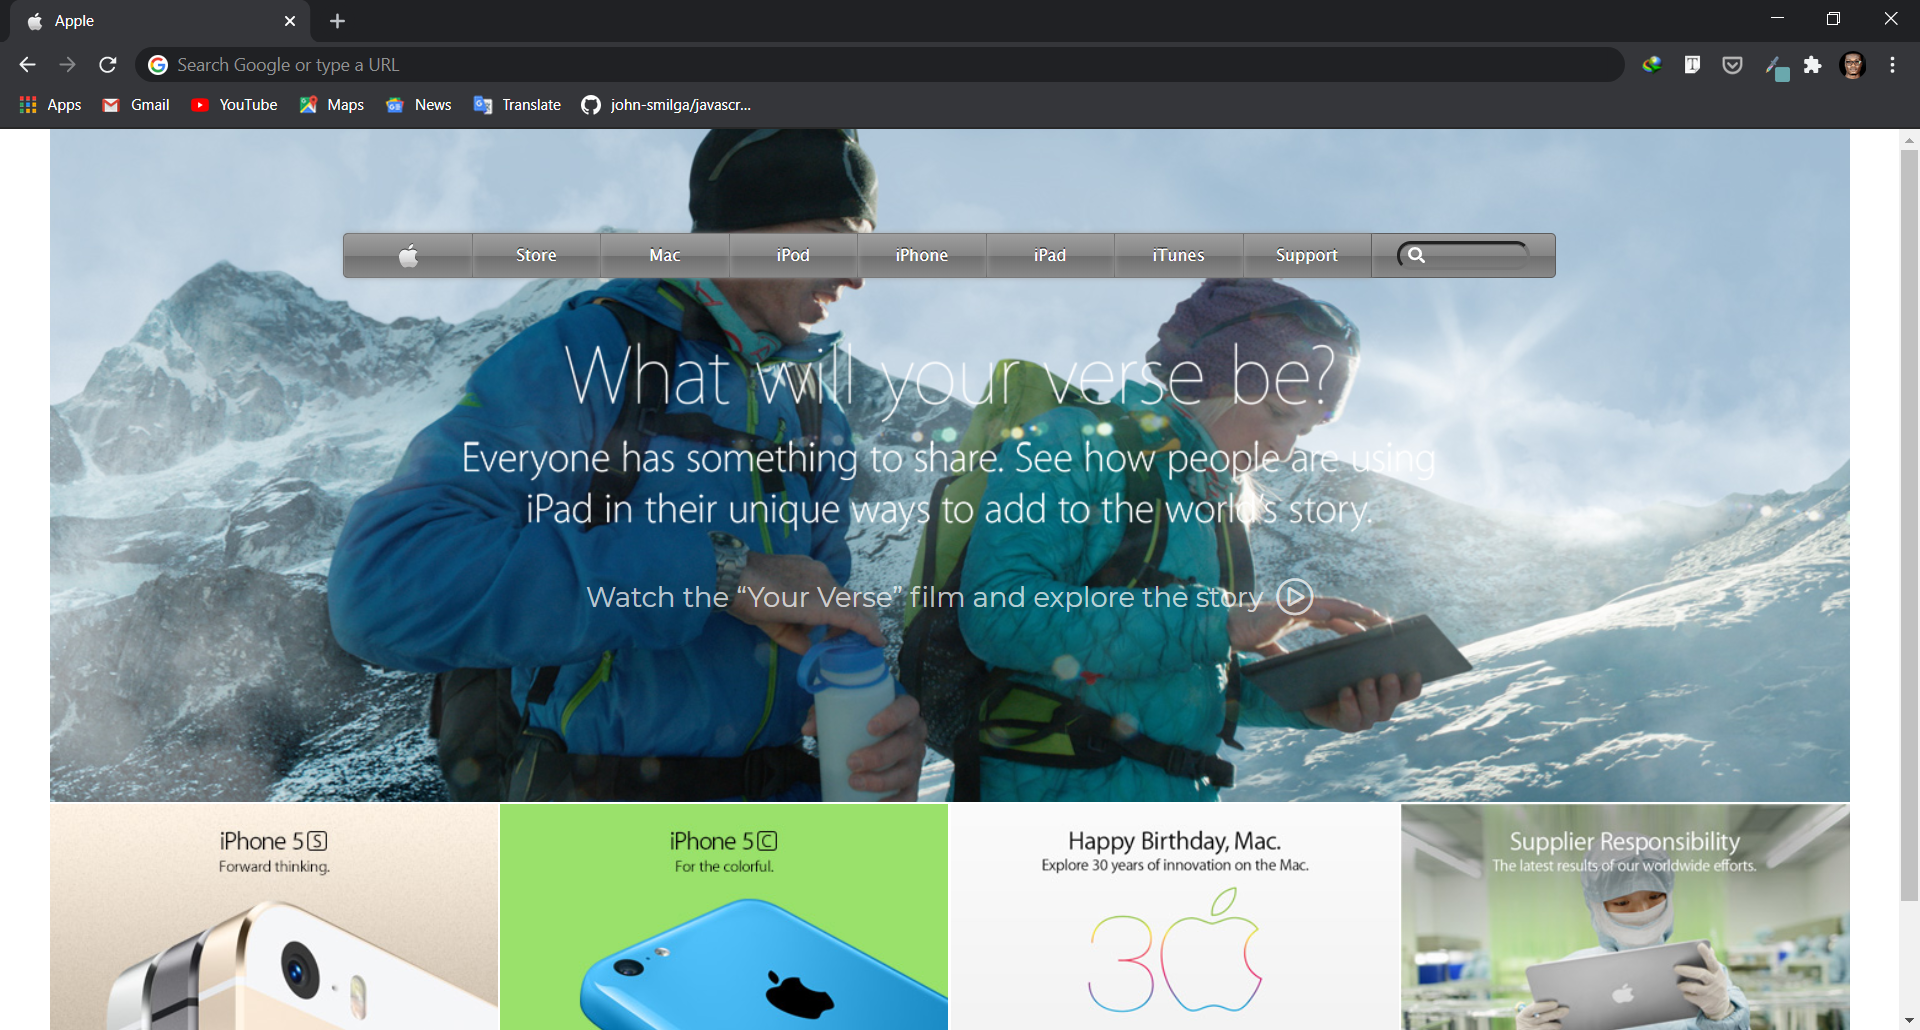 Apple
Search Google or type a URL
Apps
Gmail
YouTube
Maps
News
Translate
john-smilga/javascr...
Store
Mac
iPod
iPhone
iPad
iTunes
Support
What will your verse be?
Everyone has something to share. See how people are using
iPad in their unique ways to add to the world's story.
Watch the “Your Verse” film and explore the story
iPhone 5S
Forward thinking.
iPhone 5C
For the colorful.
Happy Birthday, Mac.
Explore 30 years of innovation on the Mac.
30
Supplier Responsibility
The latest results of our worldwide efforts.